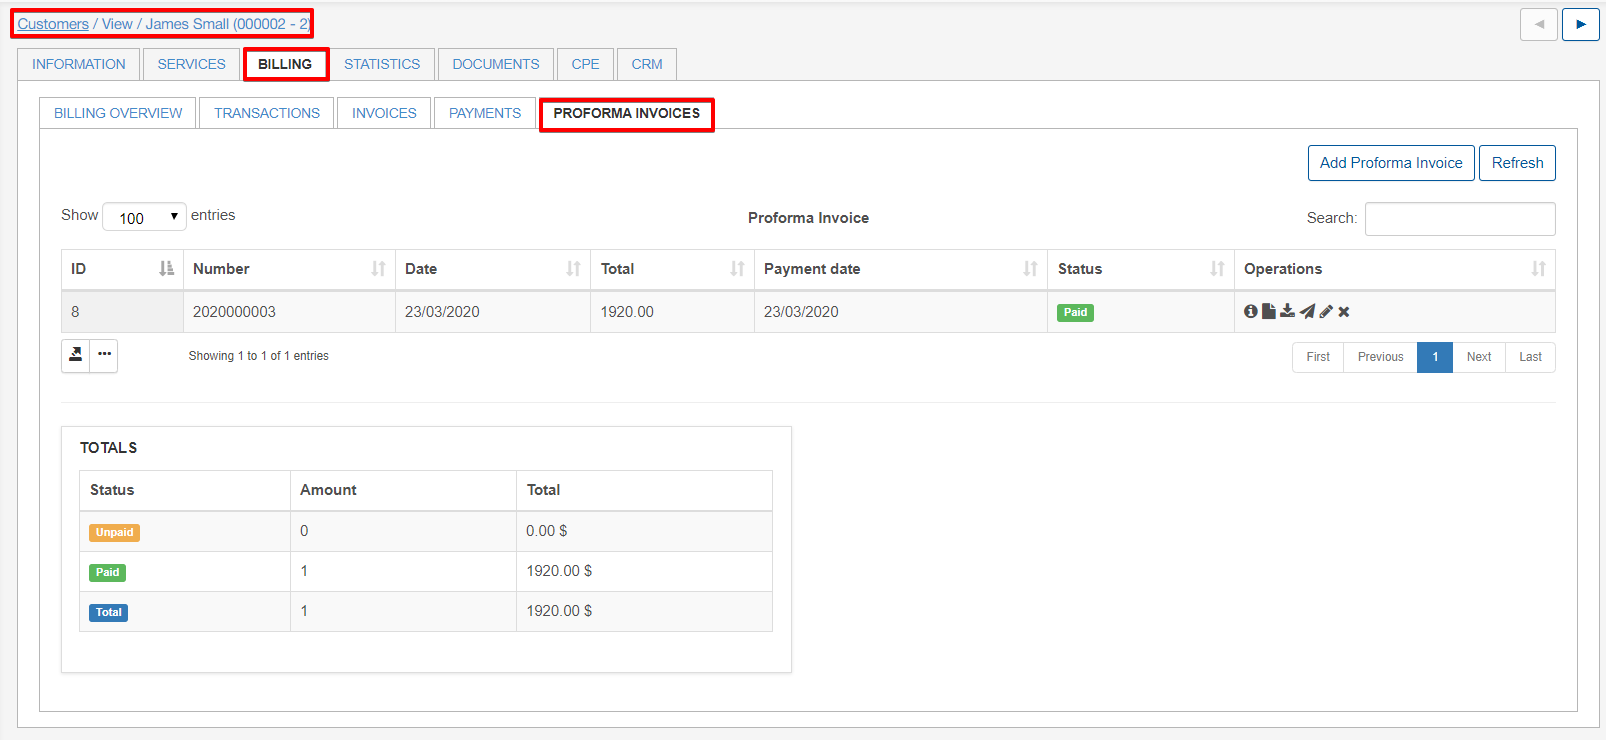 Customers / View / James Small (000002 - 2)
INFORMATION SERVICES BILLING STATISTICS DOCUMENTS CPE CRM
BILLING OVERVIEW TRANSACTIONS INVOICES PAYMENTS PROFORMA INVOICES
Add Proforma Invoice Refresh
Show 100 entries Proforma Invoice Search:
ID Number Date Total Payment date Status Operations
8 2020000003 23/03/2020 1920.00 23/03/2020 Paid
Showing 1 to 1 of 1 entries First Previous 1 Next Last
TOTALS
Status Amount Total
Unpaid 0 0.00 $
Paid 1 1920.00 $
Total 1 1920.00 $